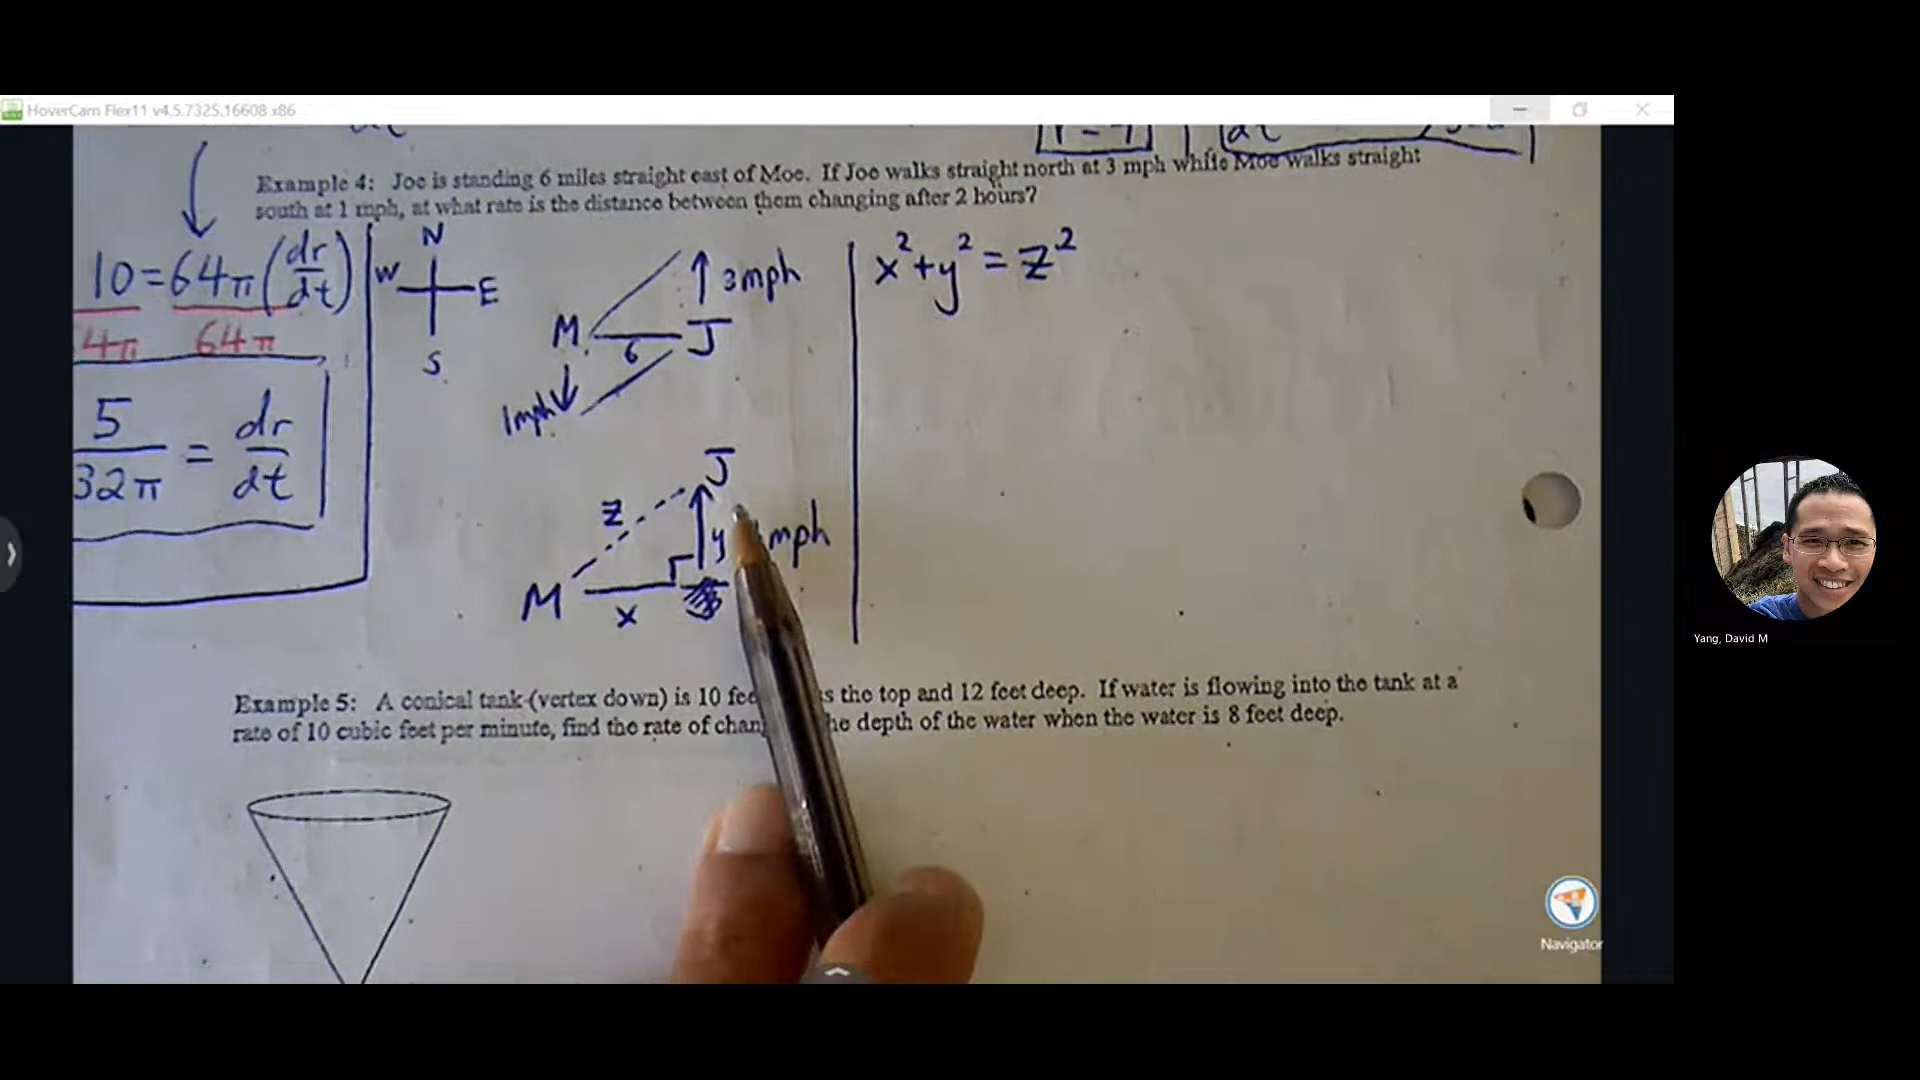 HoverCam Flex11 v4.5.7325.16608 x86
Example 4: Joe is standing 6 miles straight east of Moe. If Joe walks straight north at 3 mph while Moe walks straight
south at 1 mph, at what rate is the distance between them changing after 2 hours?
10=64π(dr/dt)
64π
5/32π = dr/dt
N
W
E
S
3mph
M
J
6
1mph
x²+y²=z²
J
z
y
mph
M
x
Example 5: A conical tank (vertex down) is 10 the top and 12 feet deep. If water is flowing into the tank at a
rate of 10 cubic feet per minute, find the rate of depth of the water when the water is 8 feet deep.
Navigator
Yang, David M